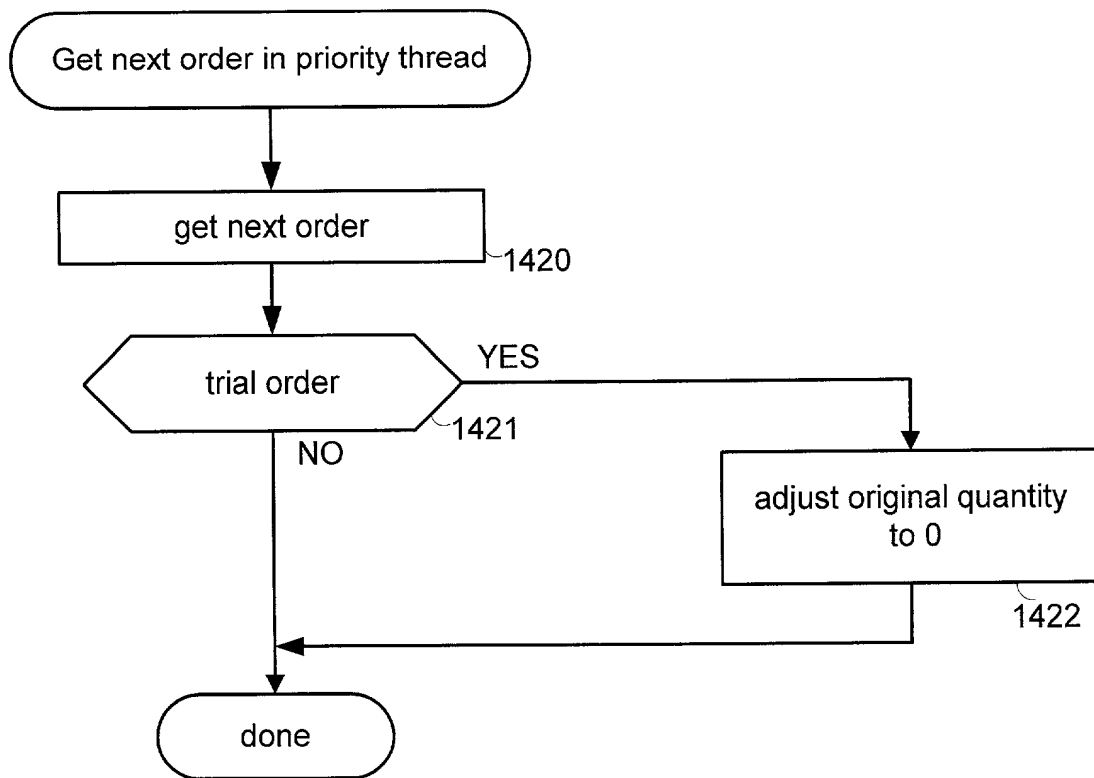 Get next order in priority thread
get next order
1420
trial order
YES
1421
NO
adjust original quantity
to 0
1422
done